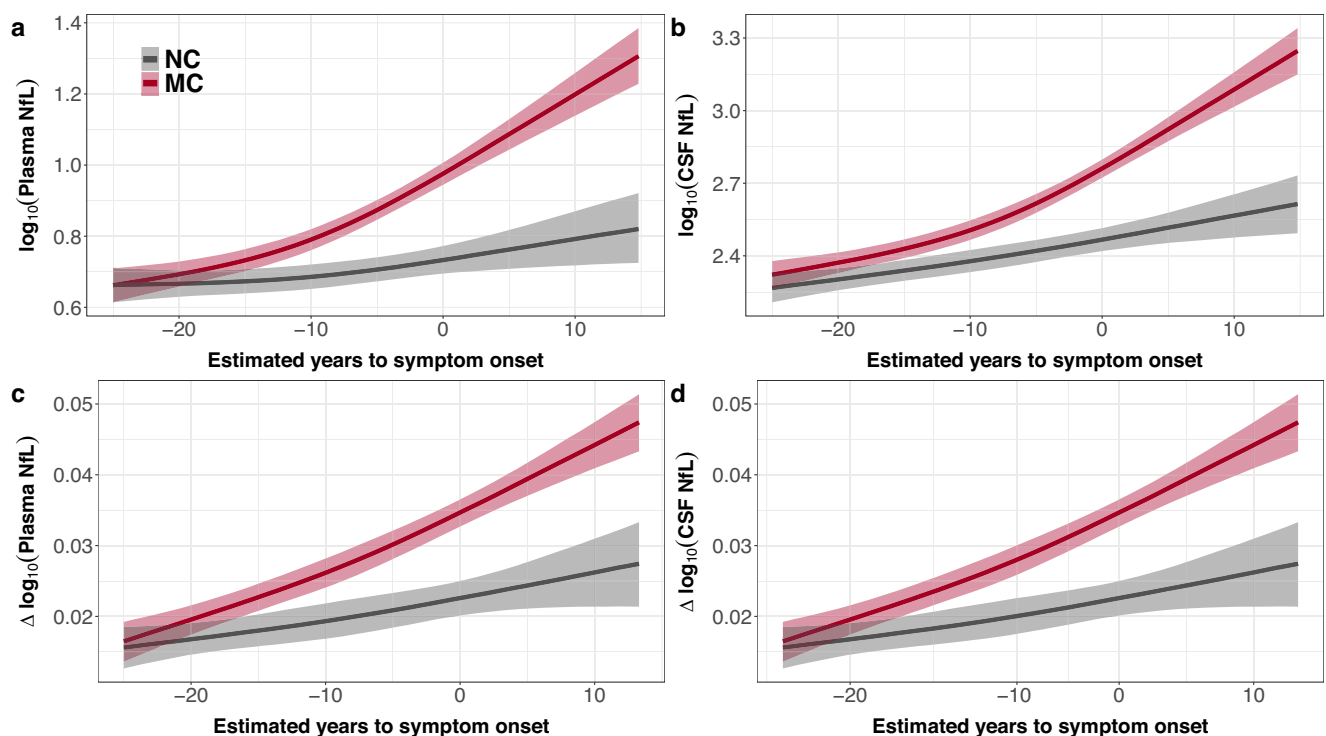 a
NC
MC
log₁₀(Plasma NfL)
1.4
1.2
1.0
0.8
0.6
−20
−10
0
10
Estimated years to symptom onset
b
log₁₀(CSF NfL)
3.3
3.0
2.7
2.4
−20
−10
0
10
Estimated years to symptom onset
c
Δ log₁₀(Plasma NfL)
0.05
0.04
0.03
0.02
−20
−10
0
10
Estimated years to symptom onset
d
Δ log₁₀(CSF NfL)
0.05
0.04
0.03
0.02
−20
−10
0
10
Estimated years to symptom onset